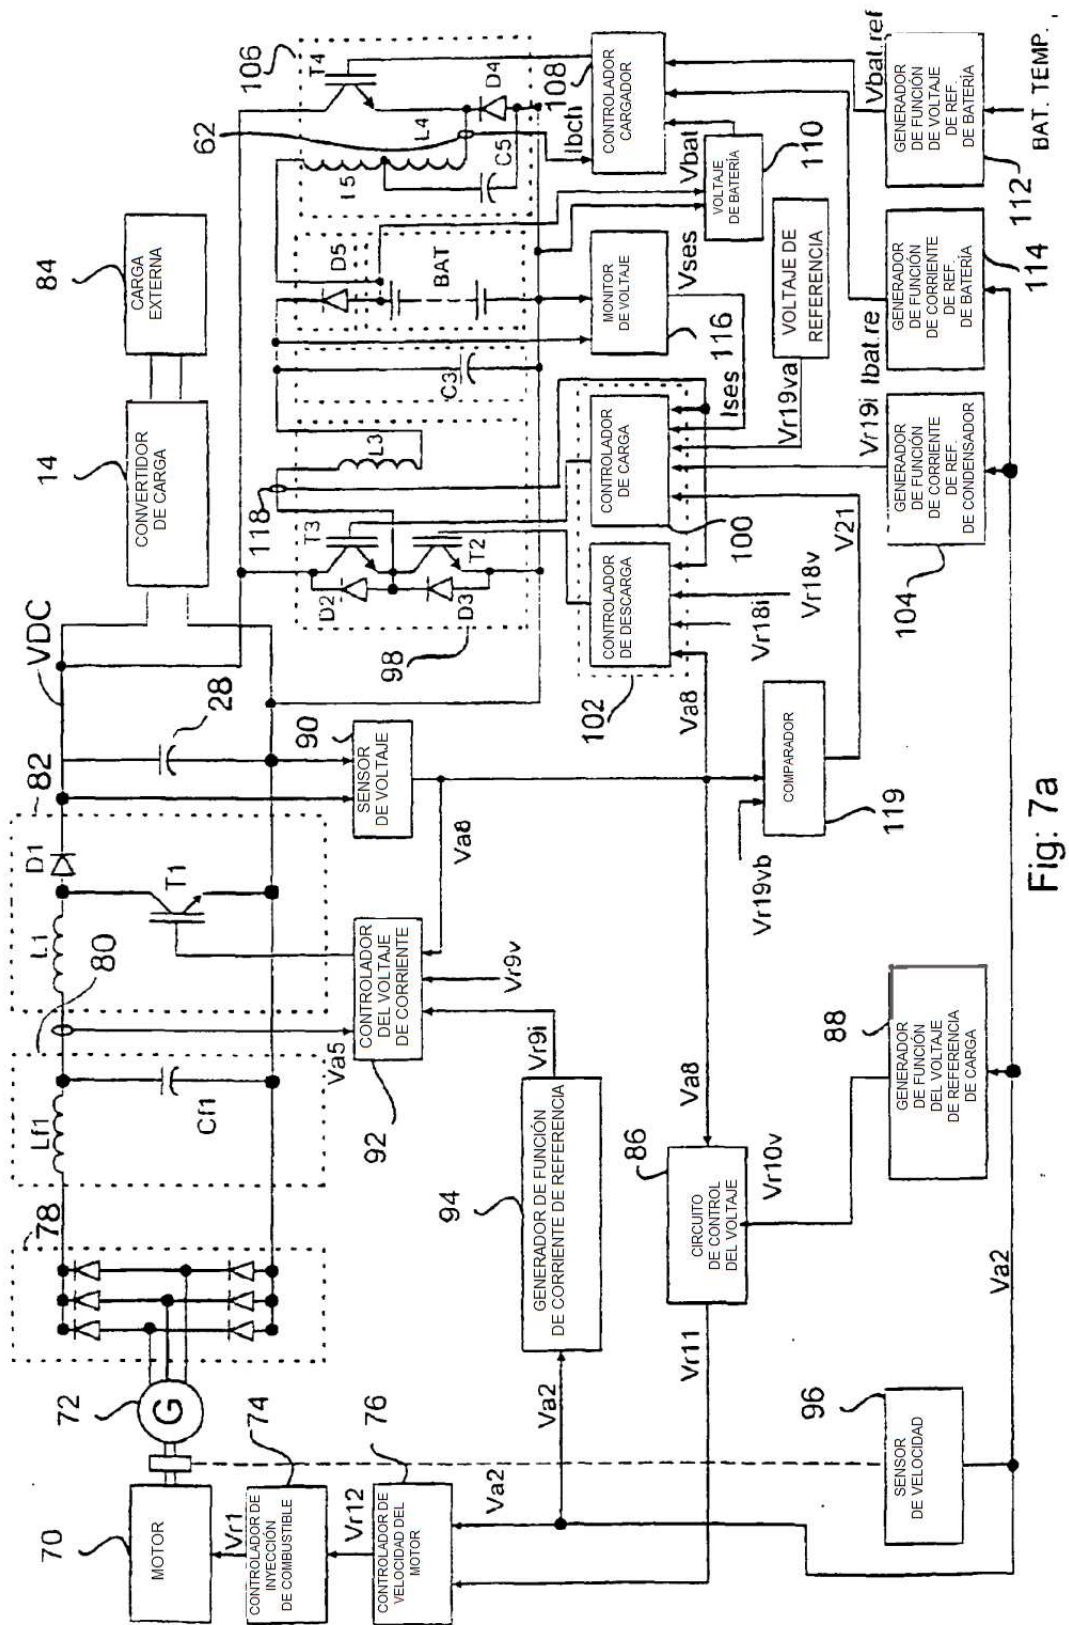 70
MOTOR
Vr1
74
CONTROLADOR DE
INYECCIÓN
DE COMBUSTIBLE
Vr12
76
CONTROLADOR DE
VELOCIDAD DEL
MOTOR
Va2
72
G
78
Lf1
Cf1
80
L1
D1
T1
82
VDC
28
14
CONVERTIDOR
DE CARGA
84
CARGA
EXTERNA
Va5
92
CONTROLADOR
DEL VOLTAJE
DE CORRIENTE
Vr9v
Vr9i
Va8
90
SENSOR
DE VOLTAJE
94
GENERADOR DE FUNCIÓN
DE CORRIENTE DE REFERENCIA
Va2
98
D2
D3
T3
T2
118
L3
C3
D5
BAT
62
106
L5
L4
C5
D4
T4
102
CONTROLADOR
DE DESCARGA
100
CONTROLADOR
DE CARGA
Va8
Vr18i
Vr18v
Ises
116
MONITOR
DE VOLTAJE
Vses
Vr19va
VOLTAJE DE
REFERENCIA
Vbat
VOLTAJE
DE BATERÍA
110
Ibch
108
CONTROLADOR
CARGADOR
Vbat.ref
Vr19vb
COMPARADOR
119
V21
86
CIRCUITO
DE CONTROL
DEL VOLTAJE
Va8
Vr10v
Vr11
96
SENSOR
DE VELOCIDAD
Va2
88
GENERADOR
DE FUNCIÓN
DEL VOLTAJE
DE REFERENCIA
DE CARGA
104
GENERADOR
DE FUNCIÓN
DE CORRIENTE
DE REF.
DE CONDENSADOR
Vr19i
114
GENERADOR
DE FUNCIÓN
DE CORRIENTE
DE REF.
DE BATERÍA
Ibat.re
112
GENERADOR
DE FUNCIÓN
DE VOLTAJE
DE REF.
DE BATERÍA
BAT. TEMP.
Fig: 7a